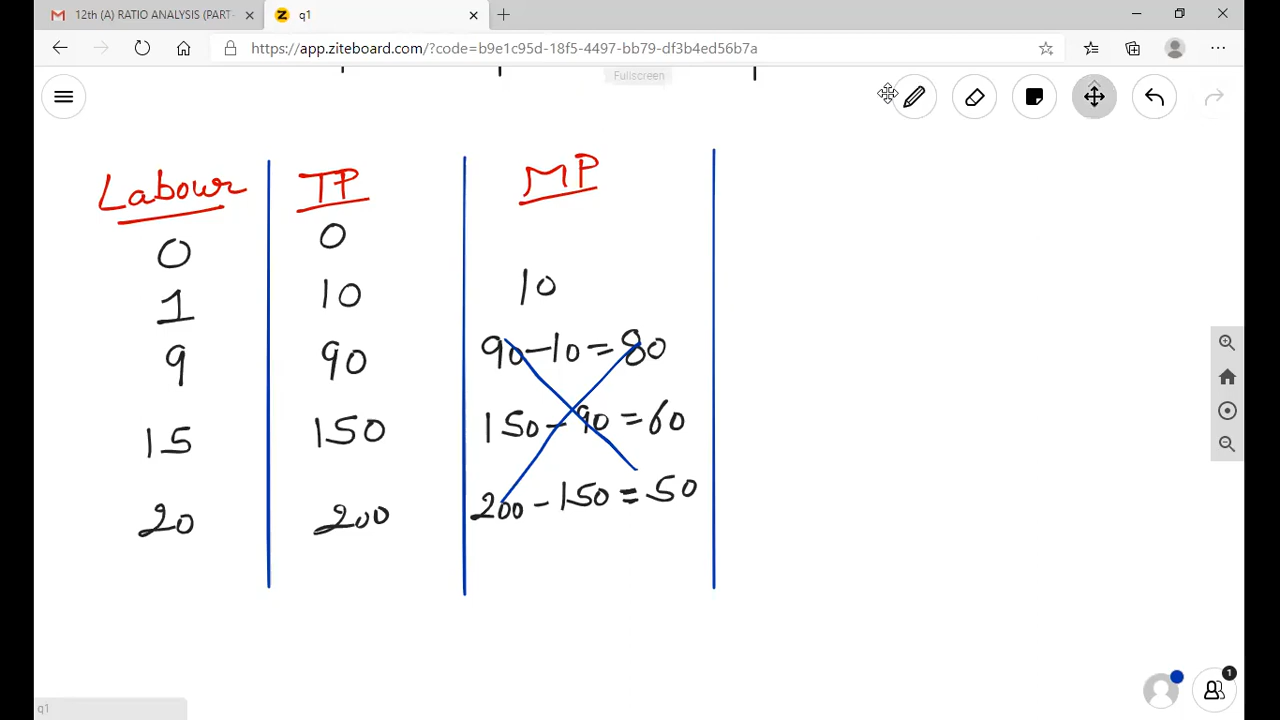 12th (A) RATIO ANALYSIS (PART-
q1
https://app.ziteboard.com/?code=b9e1c95d-18f5-4497-bb79-df3b4ed56b7a
Fullscreen
Labour TP MP
0 0
1 10 10
9 90 90-10=80
15 150 150-90=60
20 200 200-150=50
1
q1